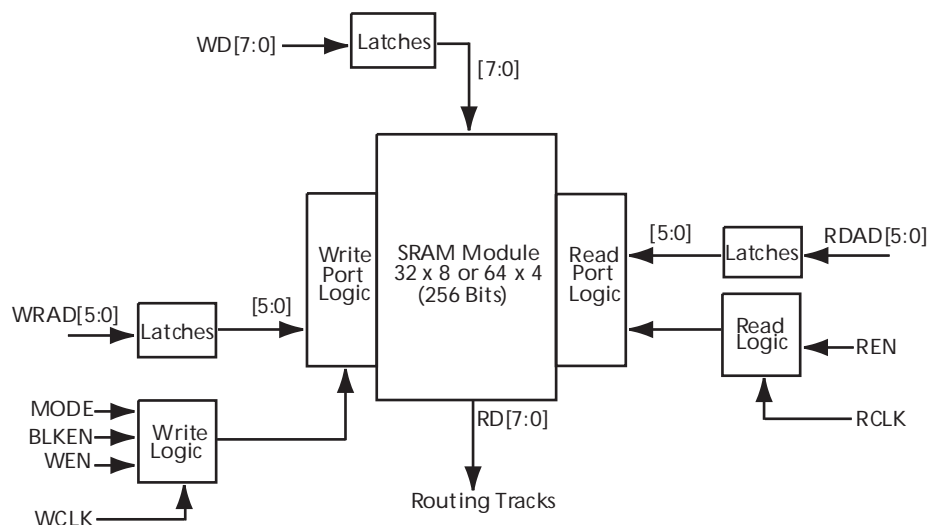 WD[7:0]
Latches
[7:0]
Write
Port
Logic
SRAM Module
32 x 8 or 64 x 4
(256 Bits)
Read
Port
Logic
[5:0]
Latches
RDAD[5:0]
WRAD[5:0]
Latches
[5:0]
Read
Logic
REN
RCLK
MODE
BLKEN
WEN
Write
Logic
WCLK
RD[7:0]
Routing Tracks